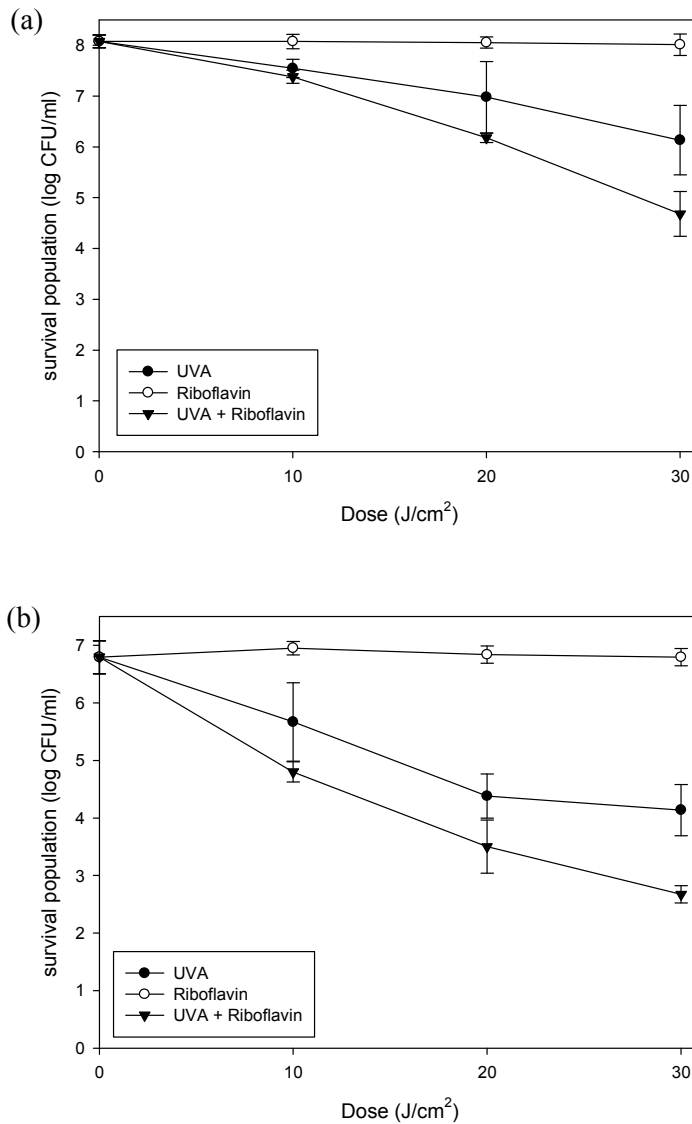 (a)
survival population (log CFU/ml)
8
7
6
5
4
3
2
1
0
UVA
Riboflavin
UVA + Riboflavin
0 10 20 30
Dose (J/cm²)
(b)
survival population (log CFU/ml)
7
6
5
4
3
2
1
0
UVA
Riboflavin
UVA + Riboflavin
0 10 20 30
Dose (J/cm²)